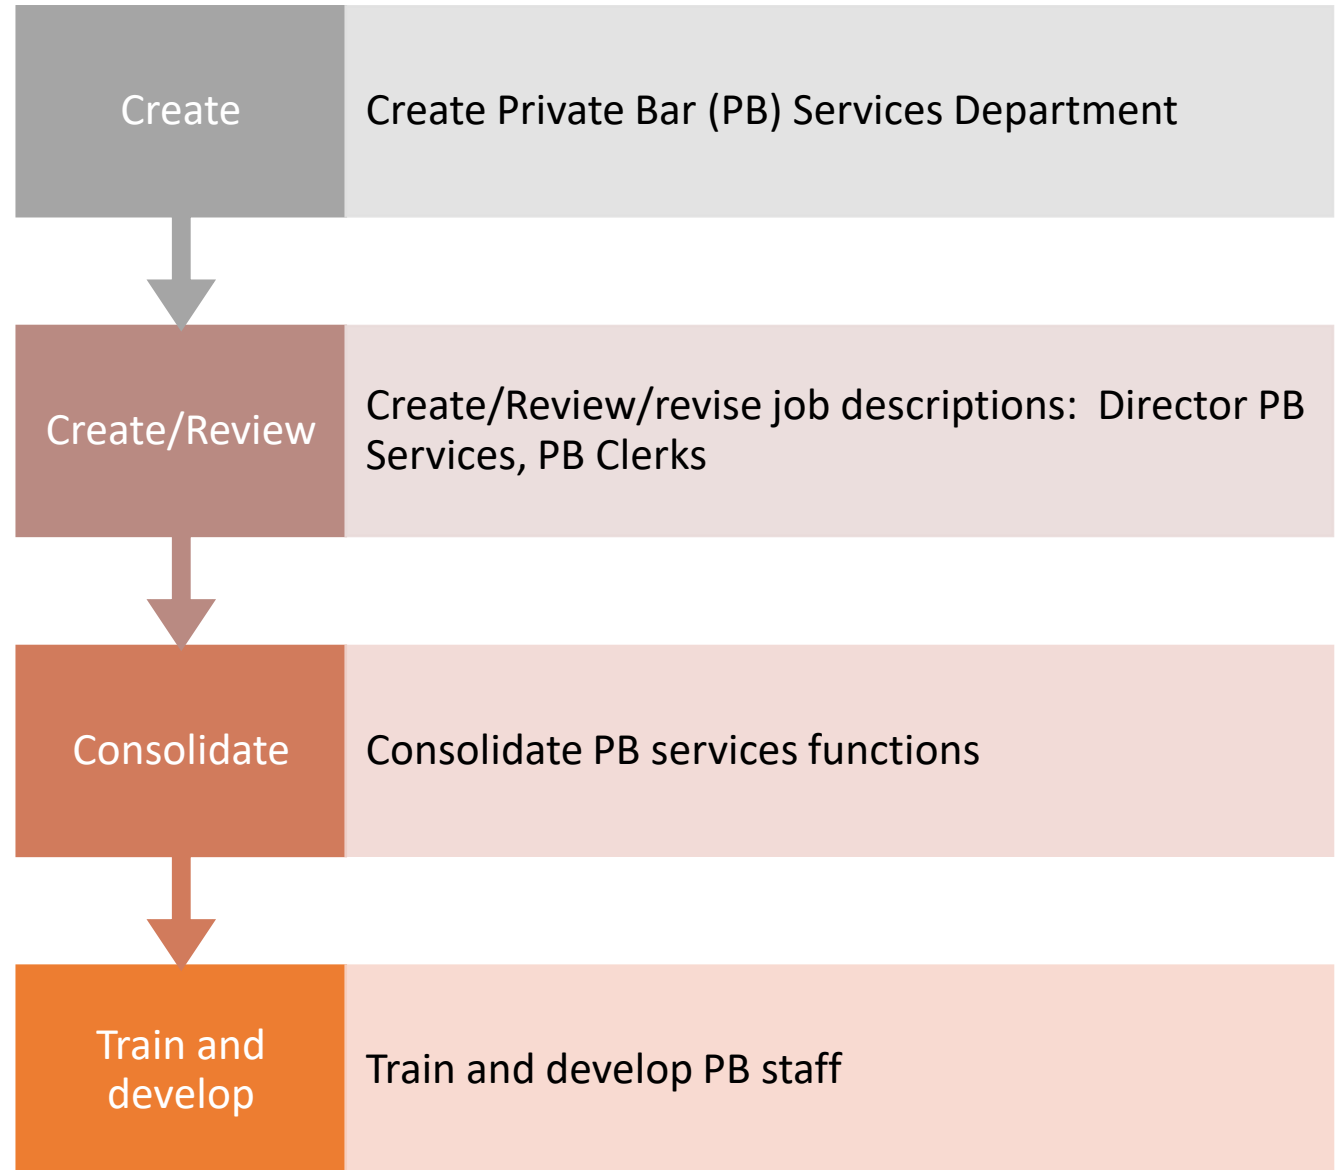 Create
Create Private Bar (PB) Services Department
Create/Review
Create/Review/revise job descriptions:  Director PB
Services, PB Clerks
Consolidate
Consolidate PB services functions
Train and
develop
Train and develop PB staff